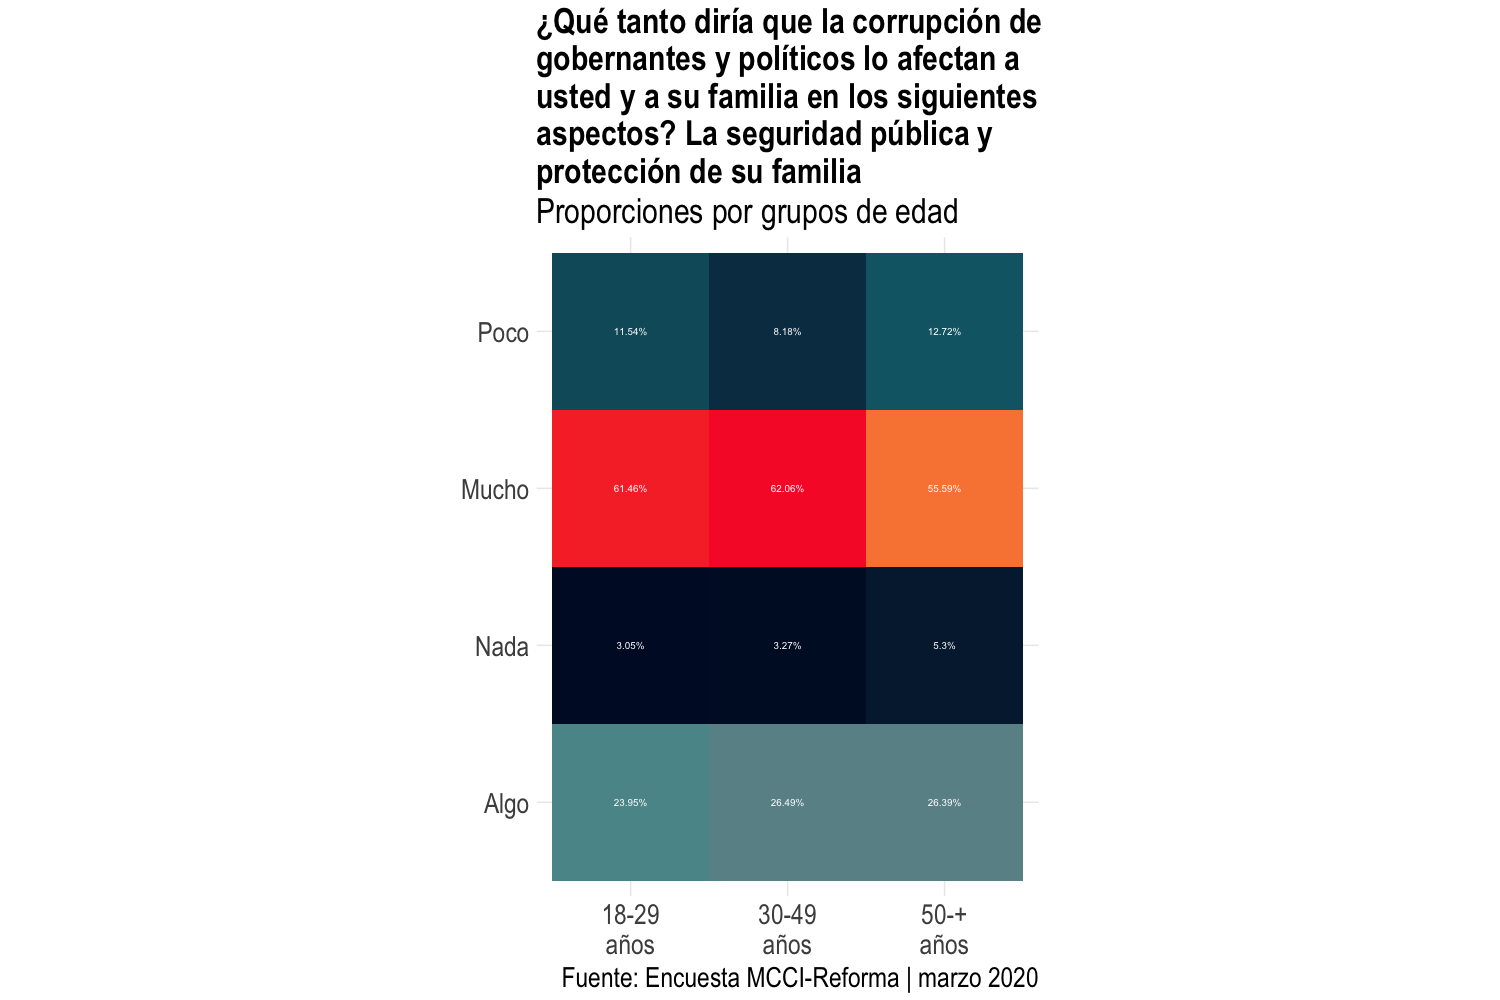 ¿Qué tanto diría que la corrupción de
gobernantes y políticos lo afectan a
usted y a su familia en los siguientes
aspectos? La seguridad pública y
protección de su familia
Proporciones por grupos de edad
Poco
11.54%
8.18%
12.72%
Mucho
61.46%
62.06%
55.59%
Nada
3.05%
3.27%
5.3%
Algo
23.95%
26.49%
26.39%
18-29
años
30-49
años
50-+
años
Fuente: Encuesta MCCI-Reforma | marzo 2020